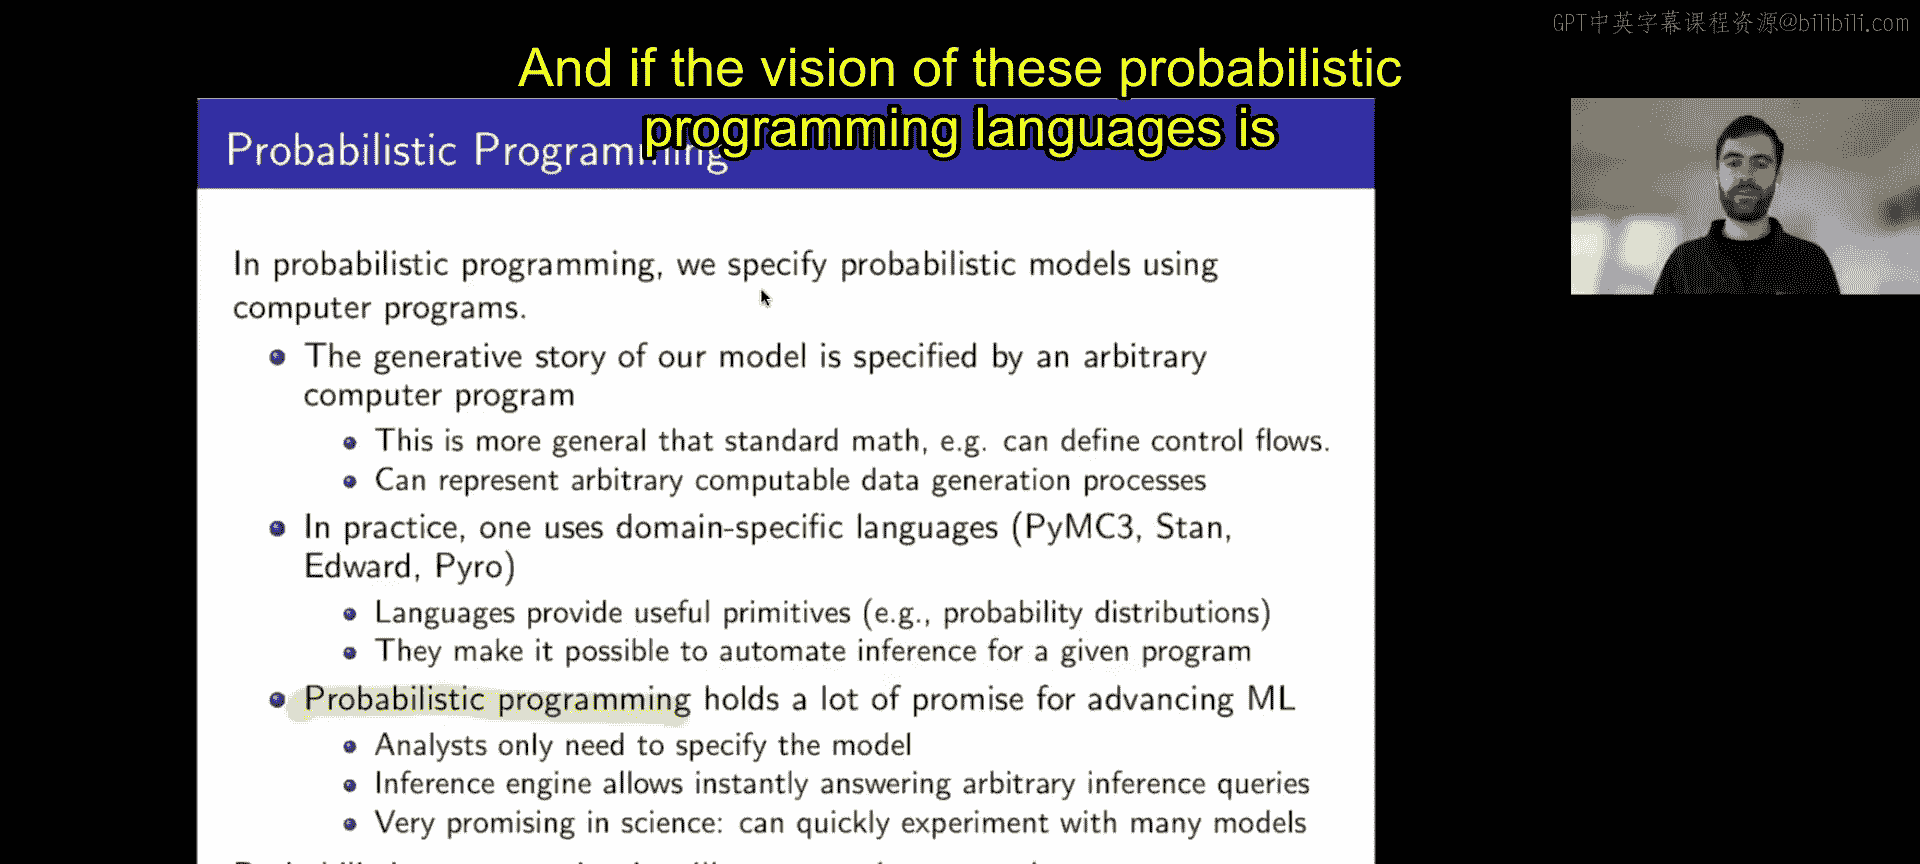 GPT中英字幕课程资源@bilibili.com
And if the vision of these probabilistic
programming languages is
Probabilistic Programming
In probabilistic programming, we specify probabilistic models using
computer programs.
The generative story of our model is specified by an arbitrary
computer program
This is more general that standard math, e.g. can define control flows.
Can represent arbitrary computable data generation processes
In practice, one uses domain-specific languages (PyMC3, Stan,
Edward, Pyro)
Languages provide useful primitives (e.g., probability distributions)
They make it possible to automate inference for a given program
Probabilistic programming holds a lot of promise for advancing ML
Analysts only need to specify the model
Inference engine allows instantly answering arbitrary inference queries
Very promising in science: can quickly experiment with many models